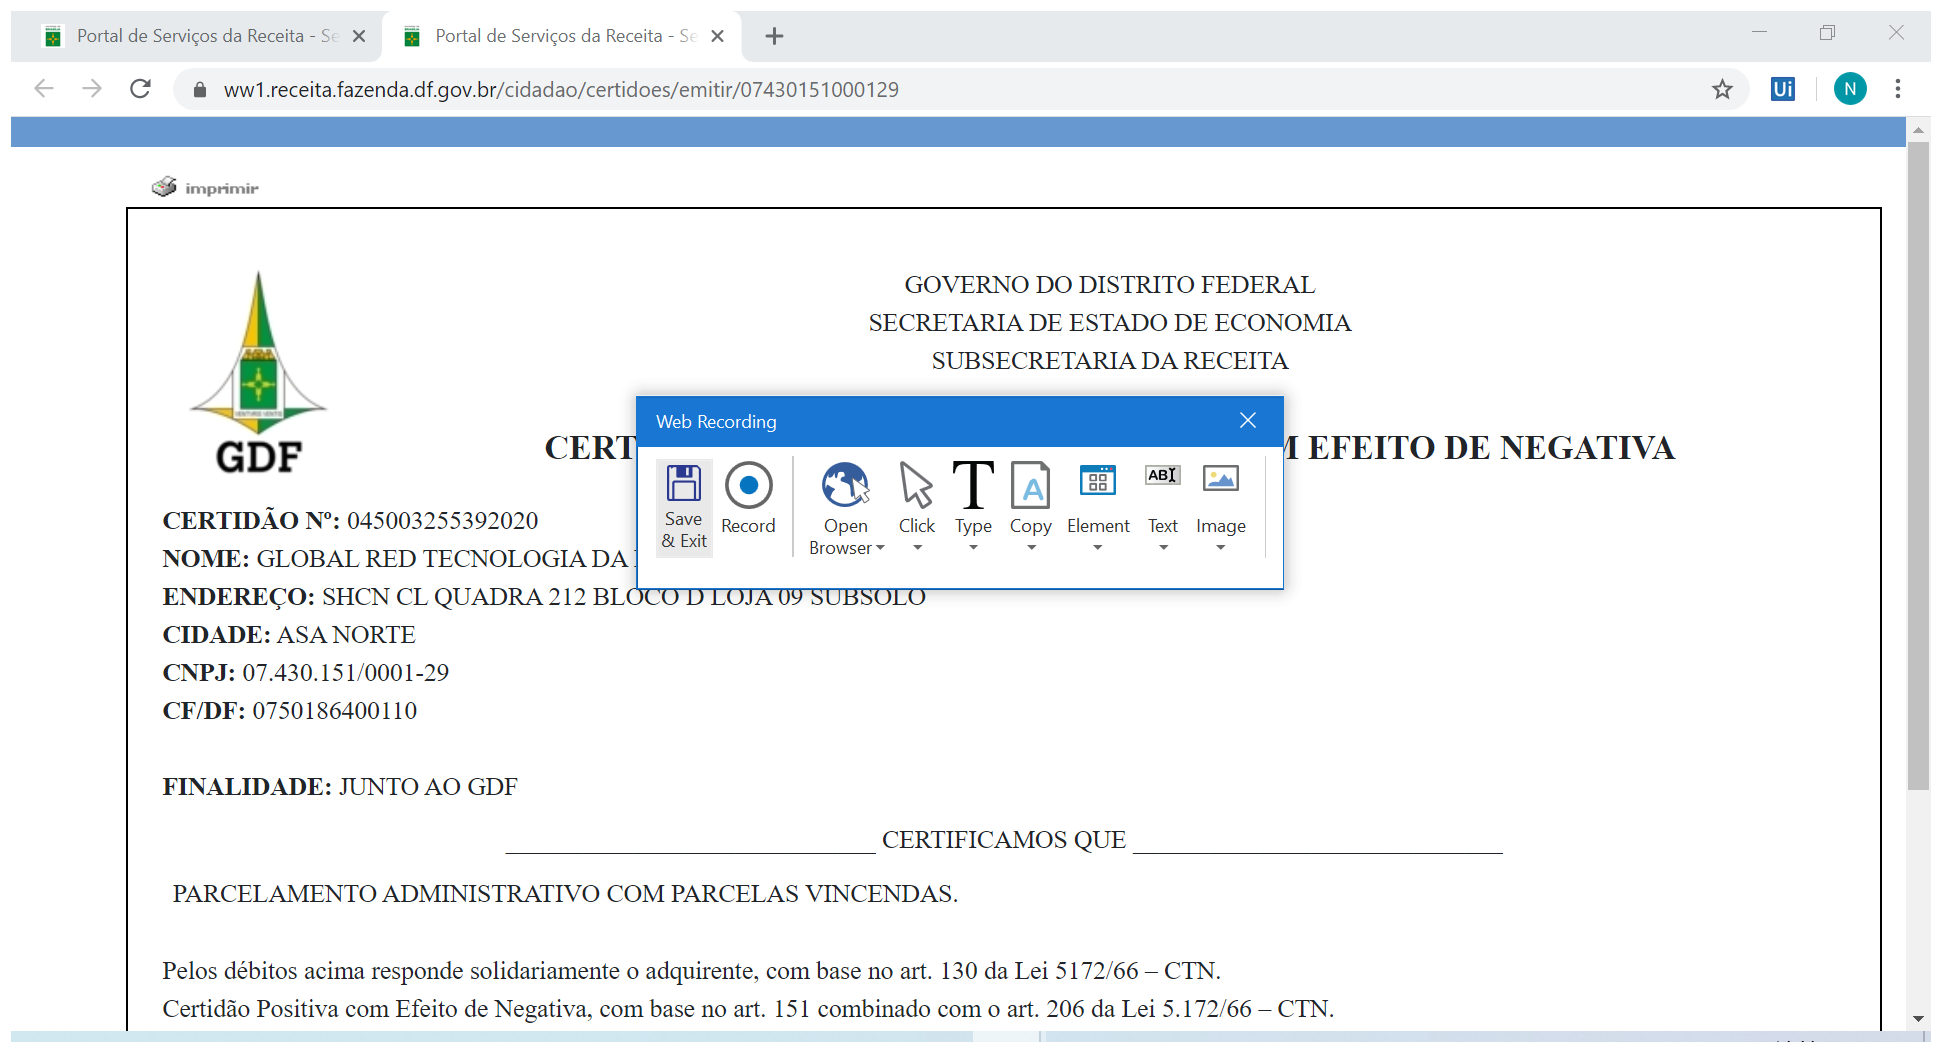 Portal de Serviços da Receita - Se
Portal de Serviços da Receita - Se
ww1.receita.fazenda.df.gov.br/cidadao/certidoes/emitir/07430151000129
Ui
N
imprimir
GDF
GOVERNO DO DISTRITO FEDERAL
SECRETARIA DE ESTADO DE ECONOMIA
SUBSECRETARIA DA RECEITA
CERT
EFEITO DE NEGATIVA
Web Recording
Save & Exit
Record
Open Browser
Click
Type
Copy
Element
Text
Image
ABI
T
A
CERTIDÃO Nº: 045003255392020
NOME: GLOBAL RED TECNOLOGIA DA
ENDEREÇO: SHCN CL QUADRA 212 BLOCO D LOJA 09 SUBSOLO
CIDADE: ASA NORTE
CNPJ: 07.430.151/0001-29
CF/DF: 0750186400110
FINALIDADE: JUNTO AO GDF
_____________________________ CERTIFICAMOS QUE _____________________________
PARCELAMENTO ADMINISTRATIVO COM PARCELAS VINCENDAS.
Pelos débitos acima responde solidariamente o adquirente, com base no art. 130 da Lei 5172/66 – CTN.
Certidão Positiva com Efeito de Negativa, com base no art. 151 combinado com o art. 206 da Lei 5.172/66 – CTN.